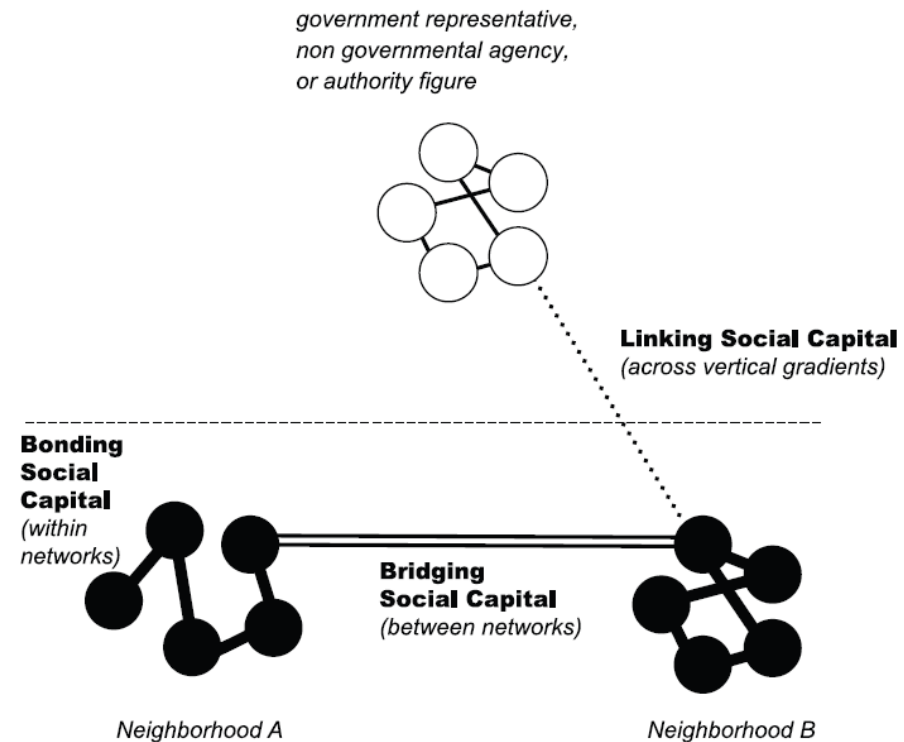 government representative,
non governmental agency,
or authority figure
Linking Social Capital
(across vertical gradients)
Bonding
Social
Capital
(within
networks)
Bridging
Social Capital
(between networks)
Neighborhood A
Neighborhood B